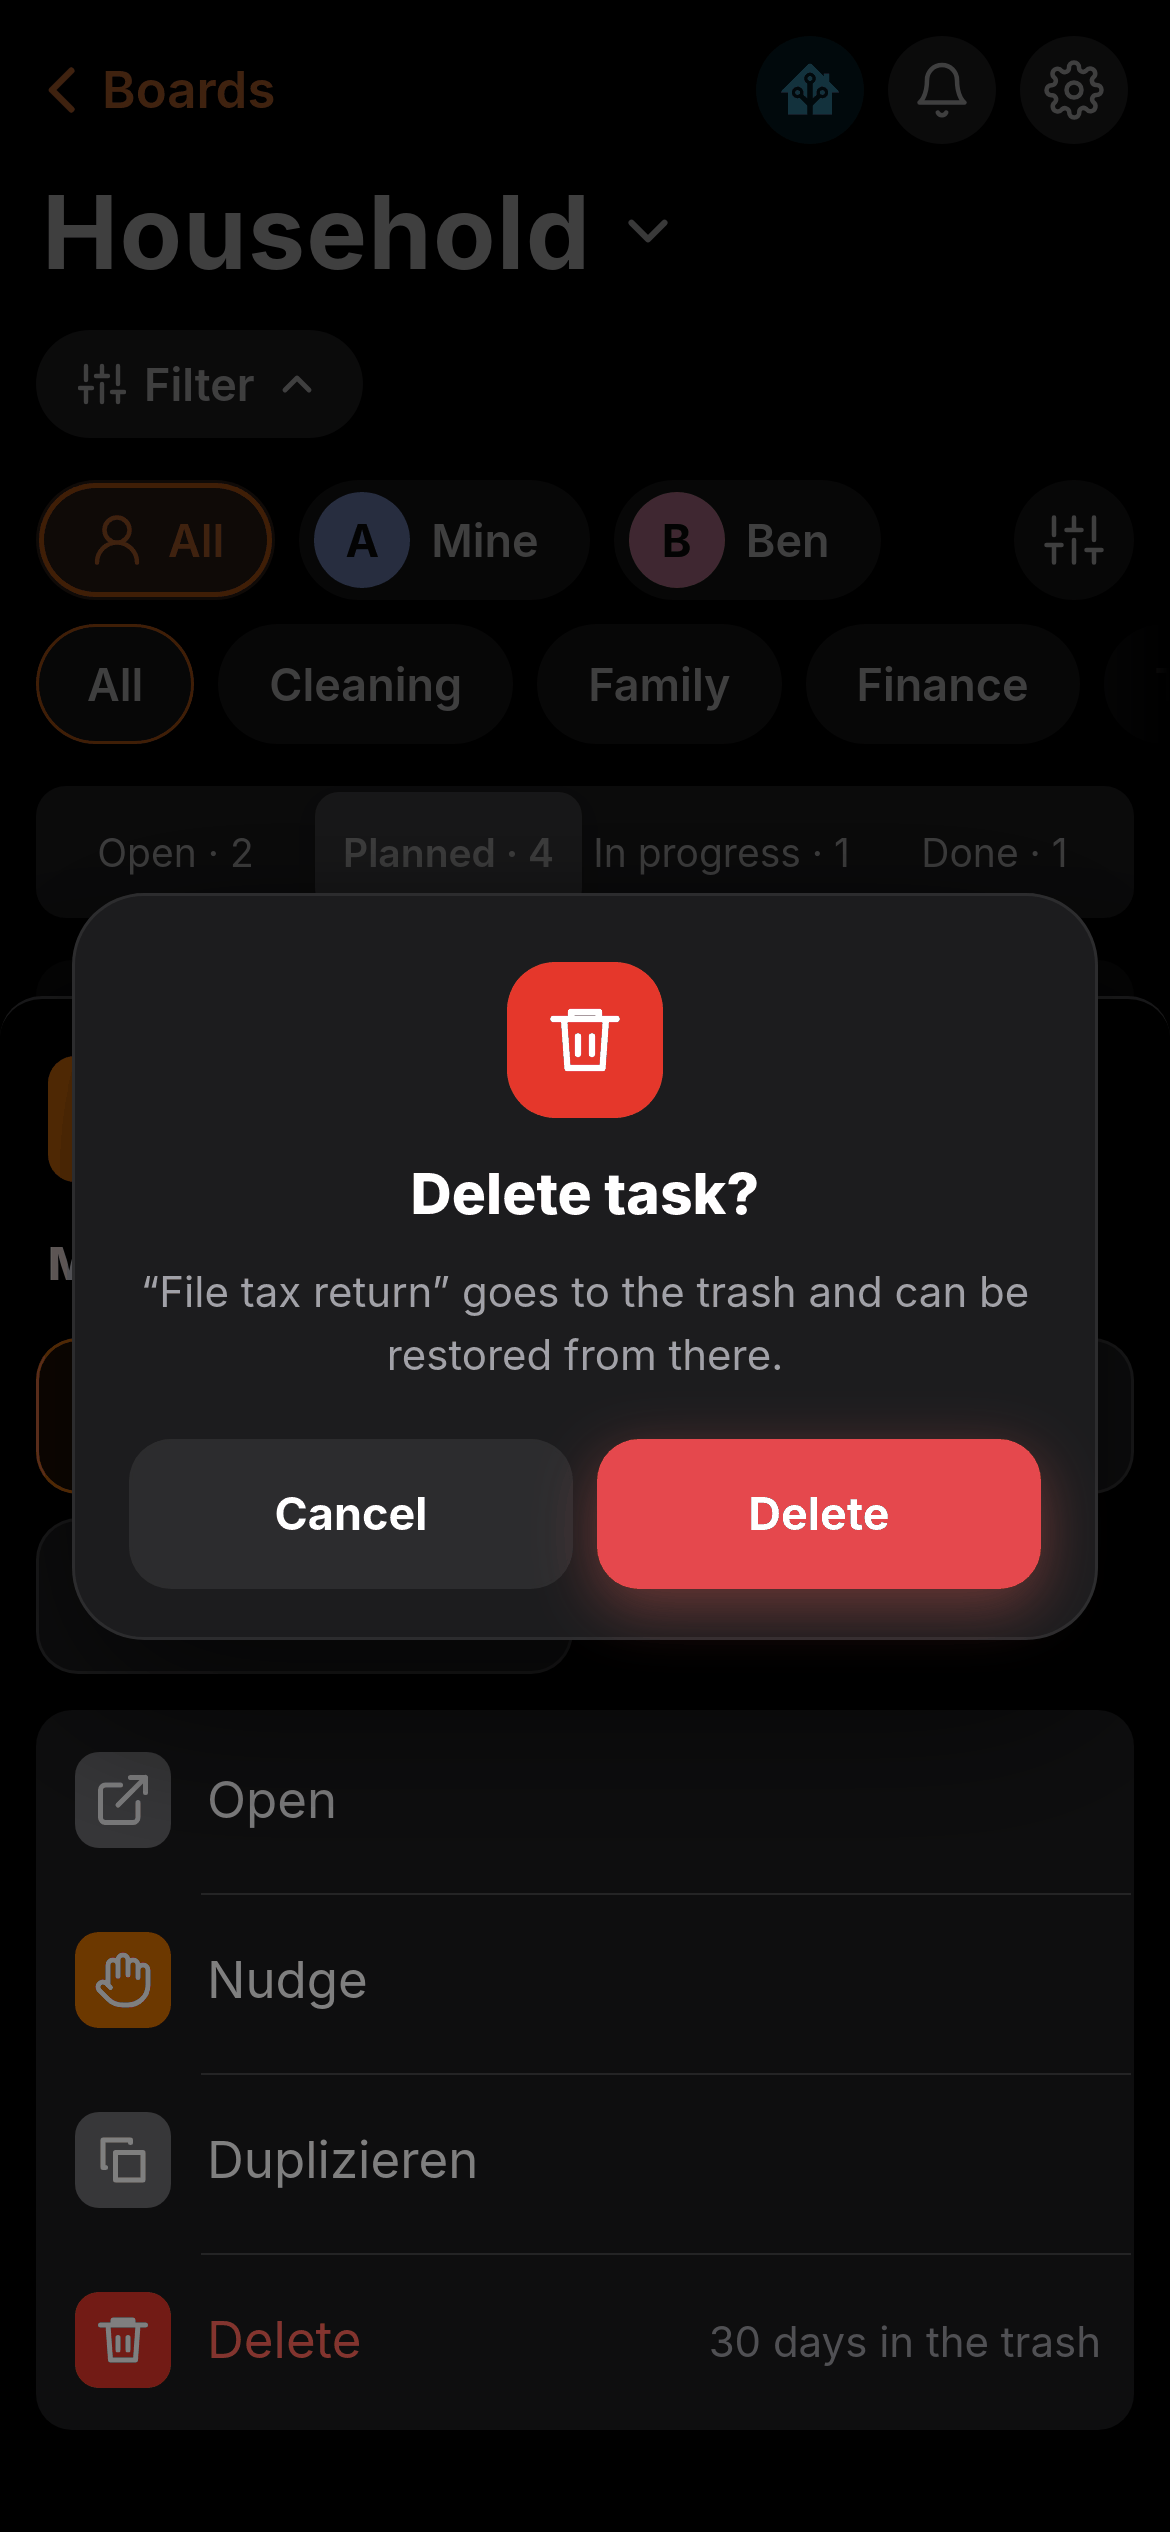 Boards
Household
Filter
All
A Mine
B Ben
All
Cleaning
Family
Finance
Open · 2
Planned · 4
In progress · 1
Done · 1
Delete task?
“File tax return” goes to the trash and can be
restored from there.
Cancel
Delete
Open
Nudge
Duplizieren
Delete
30 days in the trash